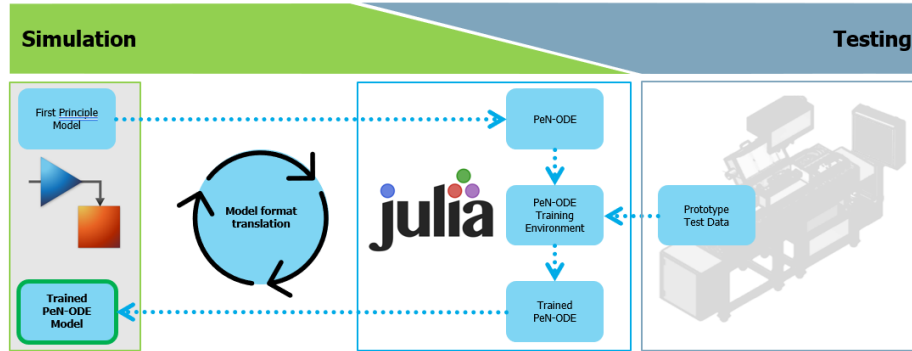 Simulation
Testing
First Principle
Model
PeN-ODE
Model format
translation
julia
PeN-ODE
Training
Environment
Prototype
Test Data
Trained
PeN-ODE
Model
Trained
PeN-ODE